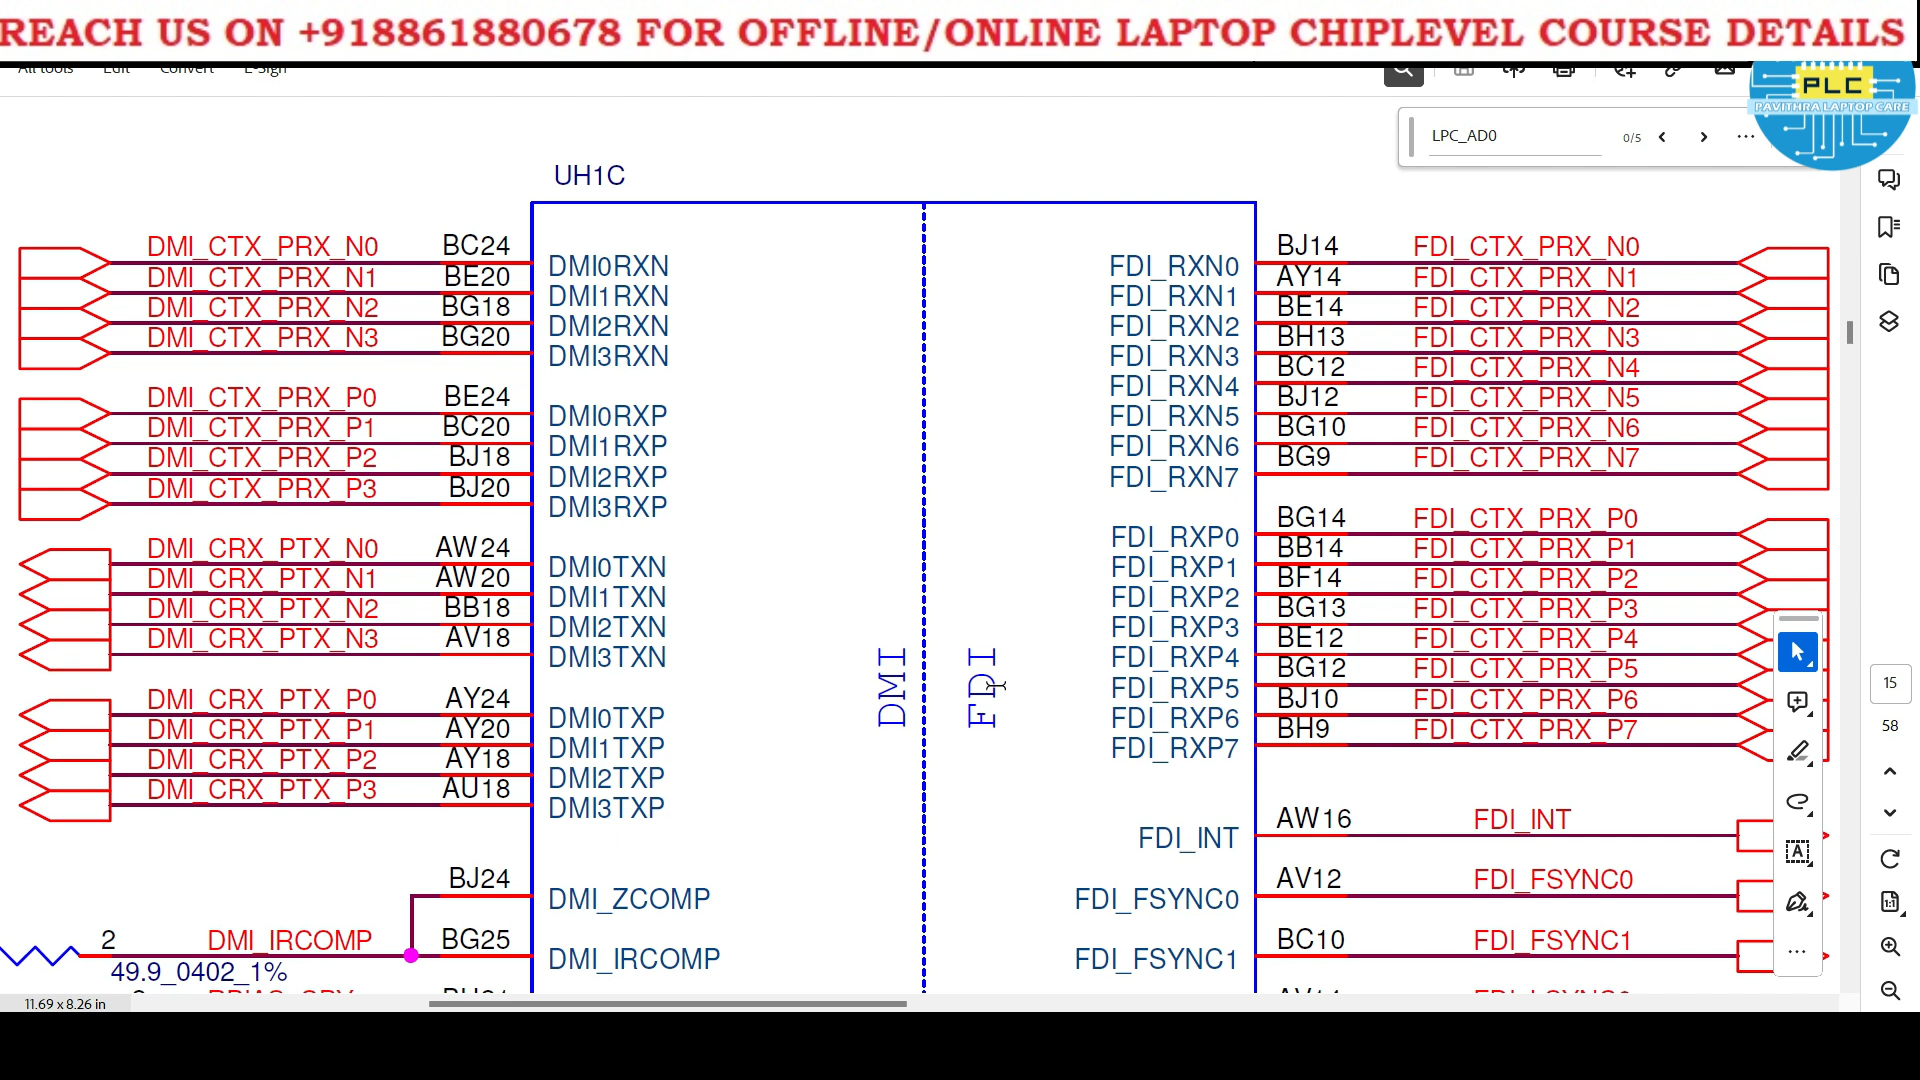 REACH US ON +918861880678 FOR OFFLINE/ONLINE LAPTOP CHIPLEVEL COURSE DETAILS
All tools Edit Convert E-Sign
PLC
PAVITHRA LAPTOP CARE
LPC_AD0 0/5
UH1C
DMI_CTX_PRX_N0 BC24 DMI0RXN FDI_RXN0 BJ14 FDI_CTX_PRX_N0
DMI_CTX_PRX_N1 BE20 DMI1RXN FDI_RXN1 AY14 FDI_CTX_PRX_N1
DMI_CTX_PRX_N2 BG18 DMI2RXN FDI_RXN2 BE14 FDI_CTX_PRX_N2
DMI_CTX_PRX_N3 BG20 DMI3RXN FDI_RXN3 BH13 FDI_CTX_PRX_N3
FDI_RXN4 BC12 FDI_CTX_PRX_N4
DMI_CTX_PRX_P0 BE24 DMI0RXP FDI_RXN5 BJ12 FDI_CTX_PRX_N5
DMI_CTX_PRX_P1 BC20 DMI1RXP FDI_RXN6 BG10 FDI_CTX_PRX_N6
DMI_CTX_PRX_P2 BJ18 DMI2RXP FDI_RXN7 BG9 FDI_CTX_PRX_N7
DMI_CTX_PRX_P3 BJ20 DMI3RXP
FDI_RXP0 BG14 FDI_CTX_PRX_P0
DMI_CRX_PTX_N0 AW24 DMI0TXN FDI_RXP1 BB14 FDI_CTX_PRX_P1
DMI_CRX_PTX_N1 AW20 DMI1TXN FDI_RXP2 BF14 FDI_CTX_PRX_P2
DMI_CRX_PTX_N2 BB18 DMI2TXN FDI_RXP3 BG13 FDI_CTX_PRX_P3
DMI_CRX_PTX_N3 AV18 DMI3TXN FDI_RXP4 BE12 FDI_CTX_PRX_P4
DMI FDI
FDI_RXP5 BG12 FDI_CTX_PRX_P5
DMI_CRX_PTX_P0 AY24 DMI0TXP FDI_RXP6 BJ10 FDI_CTX_PRX_P6
DMI_CRX_PTX_P1 AY20 DMI1TXP FDI_RXP7 BH9 FDI_CTX_PRX_P7
DMI_CRX_PTX_P2 AY18 DMI2TXP
DMI_CRX_PTX_P3 AU18 DMI3TXP
FDI_INT AW16 FDI_INT
BJ24 DMI_ZCOMP FDI_FSYNC0 AV12 FDI_FSYNC0
2 DMI_IRCOMP BG25 DMI_IRCOMP FDI_FSYNC1 BC10 FDI_FSYNC1
49.9_0402_1%
15
58
11.69 x 8.26 in